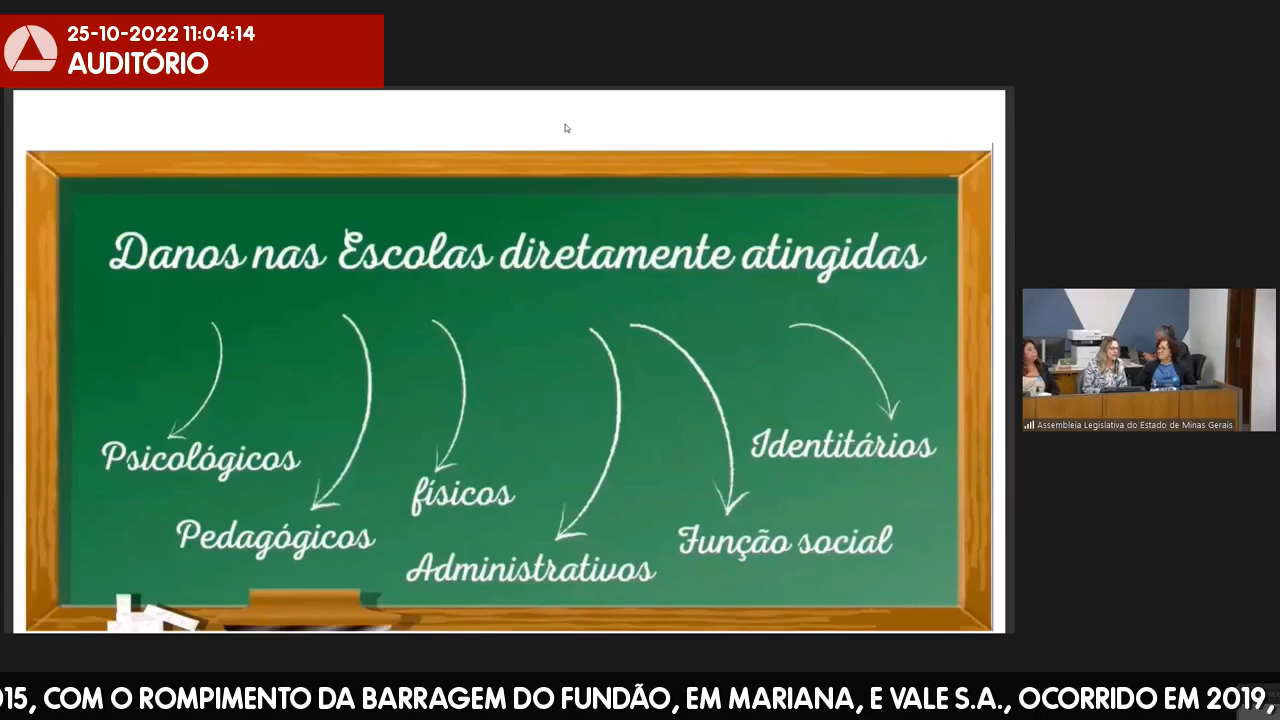 25-10-2022 11:04:14
AUDITÓRIO
Danos nas Escolas diretamente atingidas
Psicológicos
Pedagógicos
físicos
Administrativos
Função social
Identitários
Assembleia Legislativa do Estado de Minas Gerais
015, COM O ROMPIMENTO DA BARRAGEM DO FUNDÃO, EM MARIANA, E VALE S.A., OCORRIDO EM 2019,